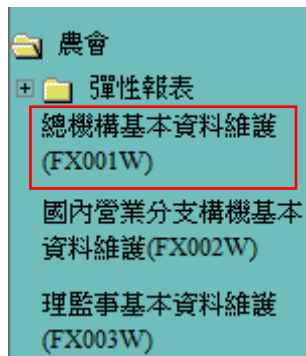 農會
彈性報表
總機構基本資料維護
(FX001W)
國內營業分支構機基本
資料維護(FX002W)
理監事基本資料維護
(FX003W)